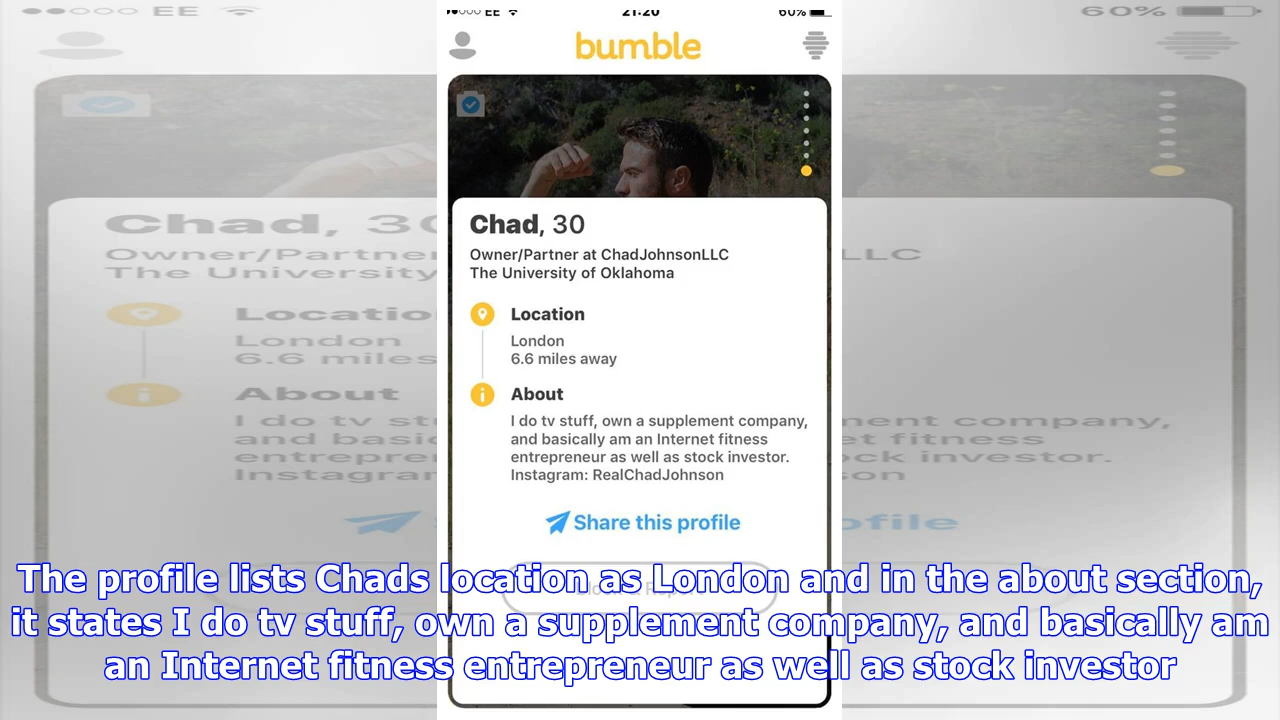 EE 21:20 60%
bumble
Chad, 30
Owner/Partner at ChadJohnsonLLC
The University of Oklahoma
Location
London
6.6 miles away
About
I do tv stuff, own a supplement company,
and basically am an Internet fitness
entrepreneur as well as stock investor.
Instagram: RealChadJohnson
Share this profile
Block & Report
The profile lists Chads location as London and in the about section,
it states I do tv stuff, own a supplement company, and basically am
an Internet fitness entrepreneur as well as stock investor